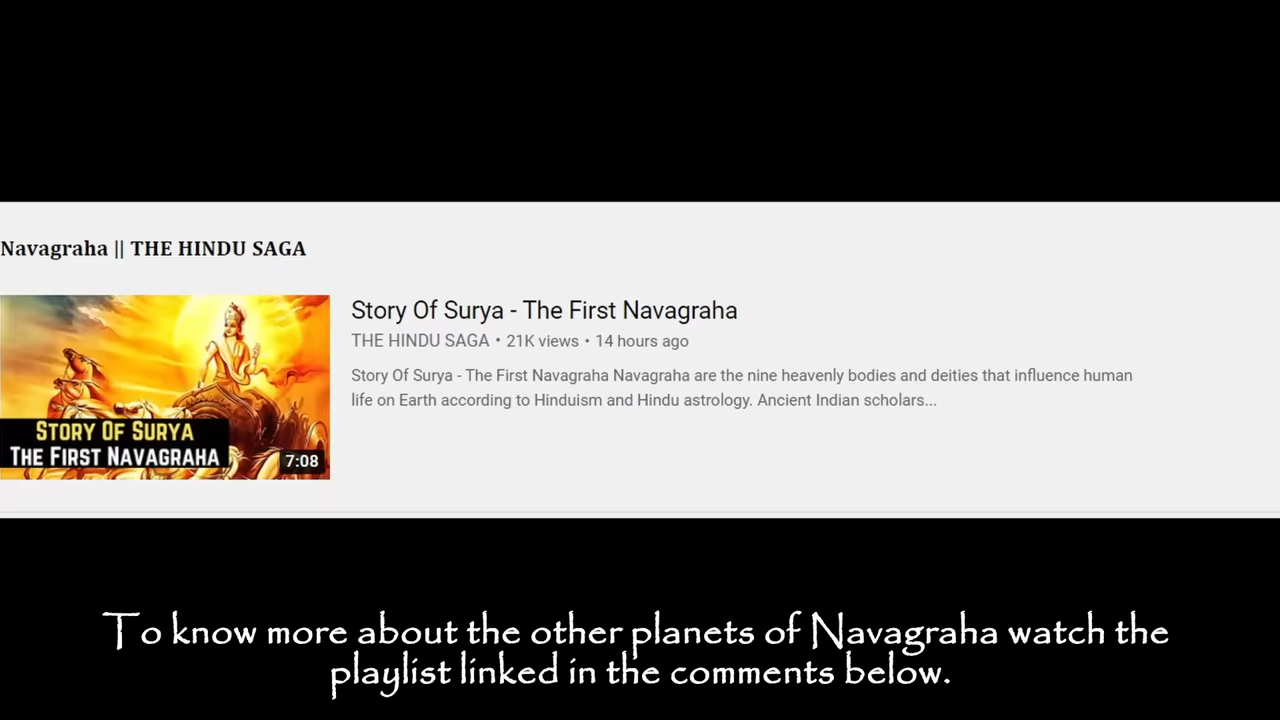 Navagraha || THE HINDU SAGA
STORY OF SURYA
THE FIRST NAVAGRAHA
7:08
Story Of Surya - The First Navagraha
THE HINDU SAGA • 21K views • 14 hours ago
Story Of Surya - The First Navagraha Navagraha are the nine heavenly bodies and deities that influence human
life on Earth according to Hinduism and Hindu astrology. Ancient Indian scholars...
To know more about the other planets of Navagraha watch the
playlist linked in the comments below.